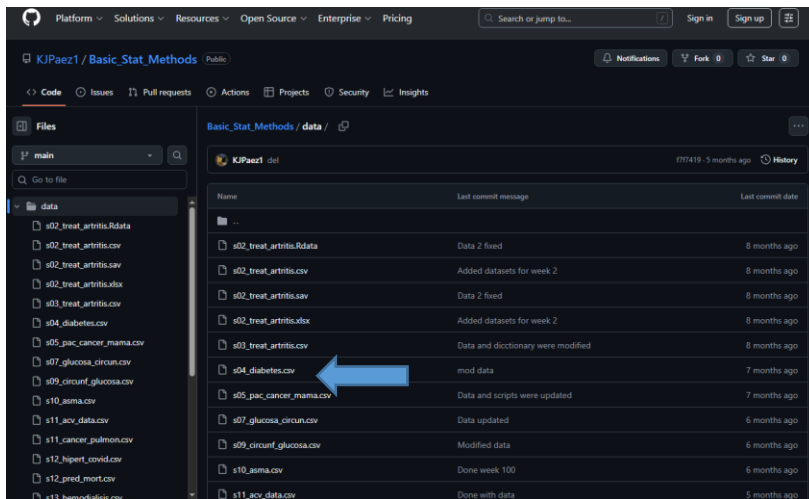 Platform Solutions Resources Open Source Enterprise Pricing Search or jump to... / Sign in Sign up
KJPaez1 / Basic_Stat_Methods Public Notifications Fork 0 Star 0
Code Issues Pull requests Actions Projects Security Insights
Files
main
Go to file
data
s02_treat_artritis.Rdata
s02_treat_artritis.csv
s02_treat_artritis.sav
s02_treat_artritis.xlsx
s03_treat_artritis.csv
s04_diabetes.csv
s05_pac_cancer_mama.csv
s07_glucosa_circun.csv
s09_circunf_glucosa.csv
s10_asma.csv
s11_acv_data.csv
s11_cancer_pulmon.csv
s12_hipert_covid.csv
s12_pred_mort.csv
s13_hemodialisis.csv
Basic_Stat_Methods / data /
KJPaez1 del f7f7419 · 5 months ago History
Name Last commit message Last commit date
..
s02_treat_artritis.Rdata Data 2 fixed 8 months ago
s02_treat_artritis.csv Added datasets for week 2 8 months ago
s02_treat_artritis.sav Data 2 fixed 8 months ago
s02_treat_artritis.xlsx Added datasets for week 2 8 months ago
s03_treat_artritis.csv Data and dicctionary were modified 8 months ago
s04_diabetes.csv mod data 7 months ago
s05_pac_cancer_mama.csv Data and scripts were updated 7 months ago
s07_glucosa_circun.csv Data updated 6 months ago
s09_circunf_glucosa.csv Modified data 6 months ago
s10_asma.csv Done week 100 6 months ago
s11_acv_data.csv Done with data 5 months ago